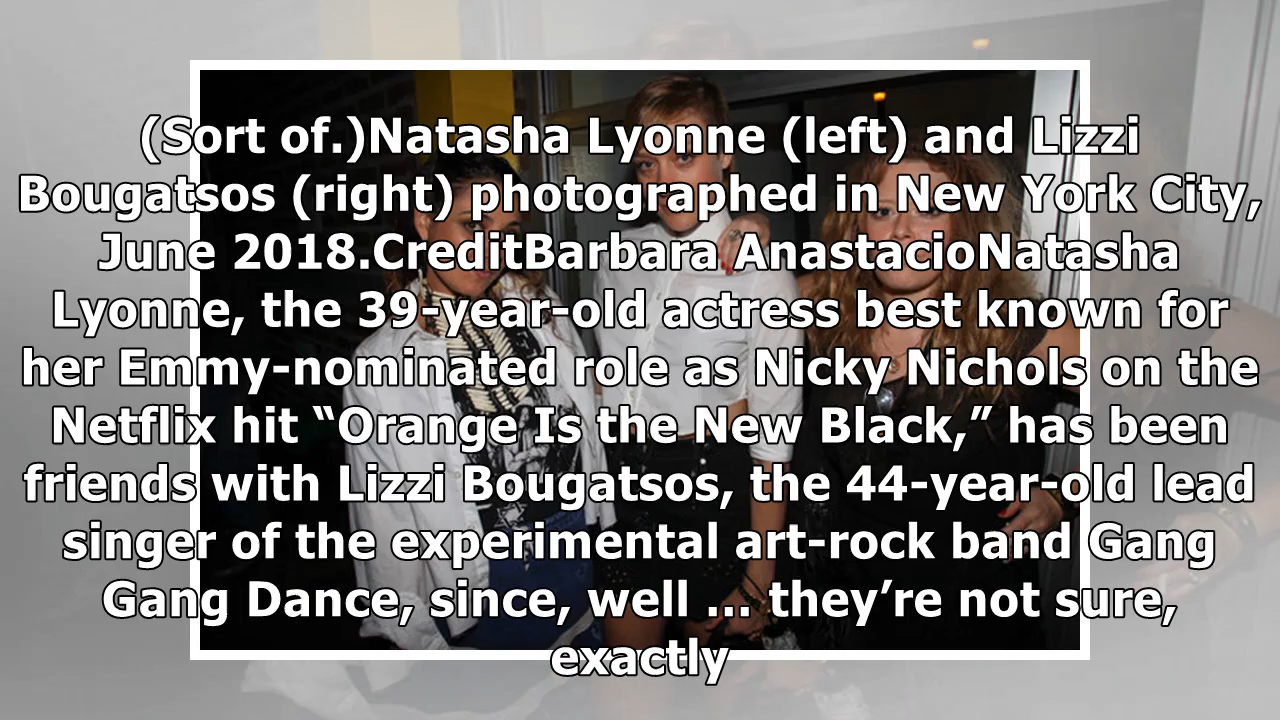 (Sort of.)Natasha Lyonne (left) and Lizzi
Bougatsos (right) photographed in New York City,
June 2018.CreditBarbara AnastacioNatasha
Lyonne, the 39-year-old actress best known for
her Emmy-nominated role as Nicky Nichols on the
Netflix hit “Orange Is the New Black,” has been
friends with Lizzi Bougatsos, the 44-year-old lead
singer of the experimental art-rock band Gang
Gang Dance, since, well ... they’re not sure,
exactly